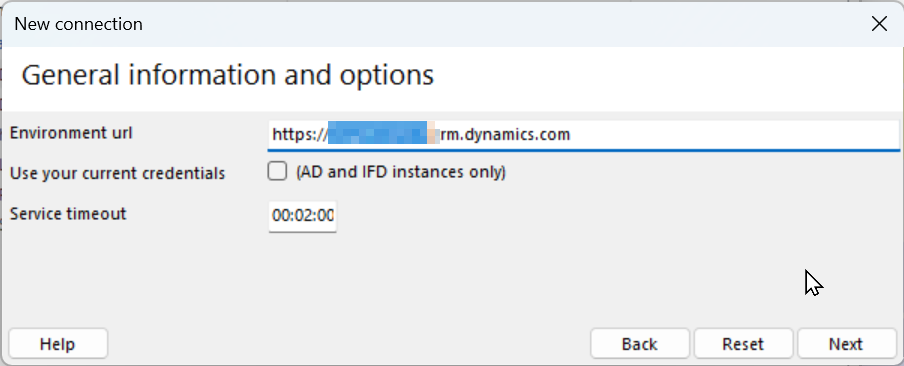 New connection
General information and options
Environment url https:// rm.dynamics.com
Use your current credentials (AD and IFD instances only)
Service timeout 00:02:00
Help Back Reset Next